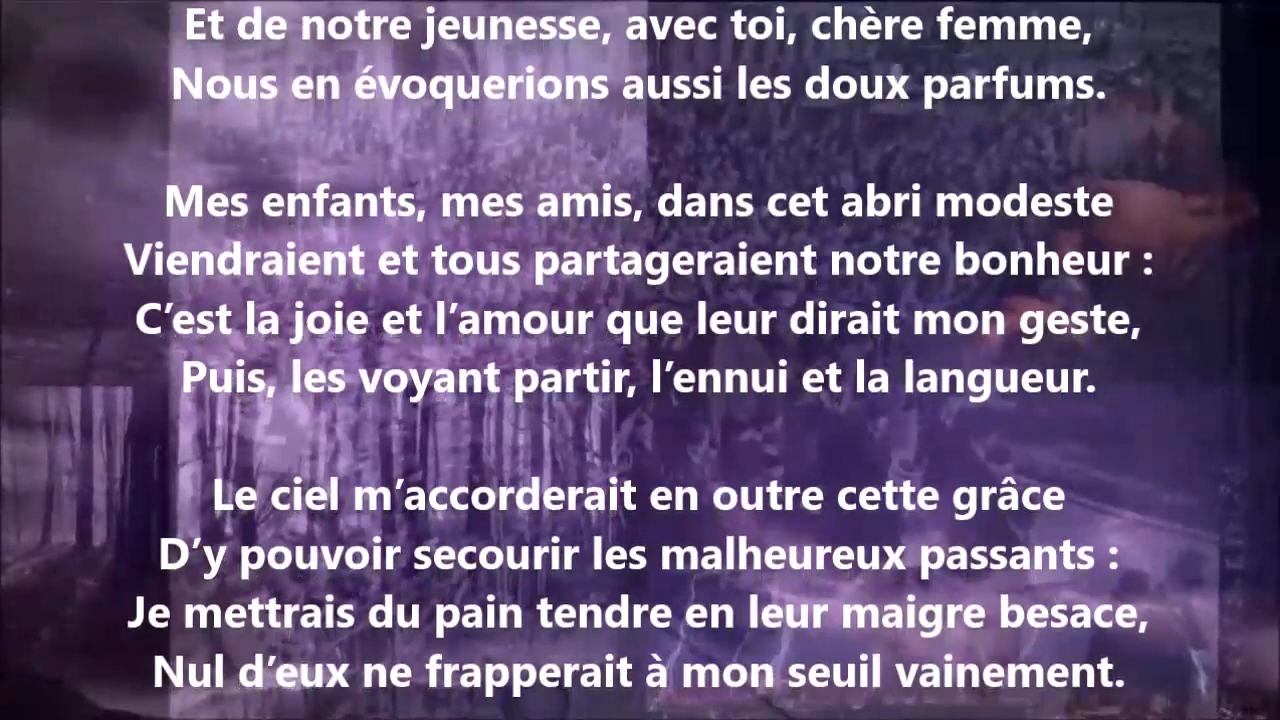 Et de notre jeunesse, avec toi, chère femme,
Nous en évoquerions aussi les doux parfums.
Mes enfants, mes amis, dans cet abri modeste
Viendraient et tous partageraient notre bonheur :
C’est la joie et l’amour que leur dirait mon geste,
Puis, les voyant partir, l’ennui et la langueur.
Le ciel m’accorderait en outre cette grâce
D’y pouvoir secourir les malheureux passants :
Je mettrais du pain tendre en leur maigre besace,
Nul d’eux ne frapperait à mon seuil vainement.